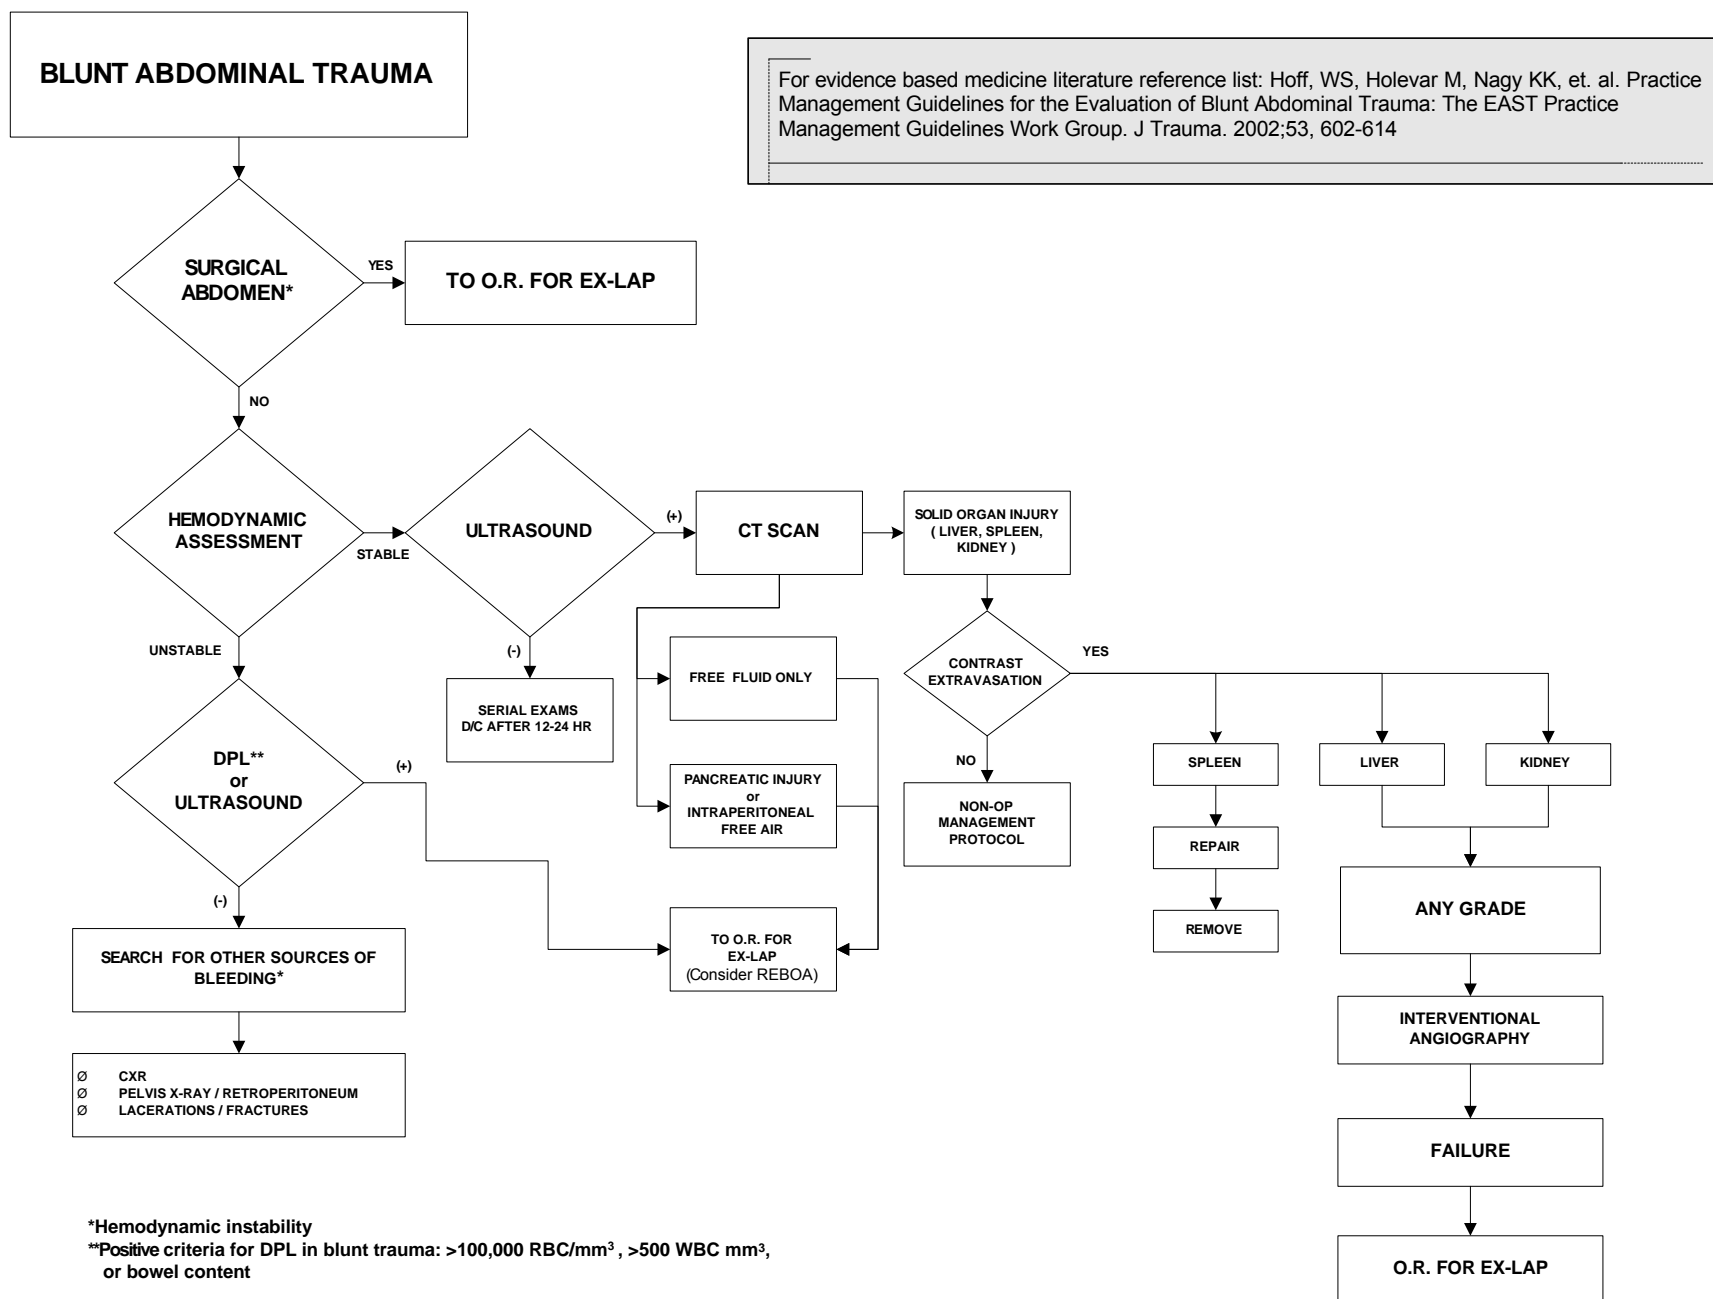 BLUNT ABDOMINAL TRAUMA
For evidence based medicine literature reference list: Hoff, WS, Holevar M, Nagy KK, et. al. Practice
Management Guidelines for the Evaluation of Blunt Abdominal Trauma: The EAST Practice
Management Guidelines Work Group. J Trauma. 2002;53, 602-614
SURGICAL
ABDOMEN*
YES
TO O.R. FOR EX-LAP
NO
HEMODYNAMIC
ASSESSMENT
STABLE
ULTRASOUND
(+)
CT SCAN
SOLID ORGAN INJURY
( LIVER, SPLEEN,
KIDNEY )
UNSTABLE
(-)
SERIAL EXAMS
D/C AFTER 12-24 HR
FREE FLUID ONLY
CONTRAST
EXTRAVASATION
YES
DPL**
or
ULTRASOUND
(+)
PANCREATIC INJURY
or
INTRAPERITONEAL
FREE AIR
NO
NON-OP
MANAGEMENT
PROTOCOL
SPLEEN
LIVER
KIDNEY
REPAIR
REMOVE
ANY GRADE
(-)
SEARCH FOR OTHER SOURCES OF
BLEEDING*
TO O.R. FOR
EX-LAP
(Consider REBOA)
INTERVENTIONAL
ANGIOGRAPHY
Ø CXR
Ø PELVIS X-RAY / RETROPERITONEUM
Ø LACERATIONS / FRACTURES
FAILURE
O.R. FOR EX-LAP
*Hemodynamic instability
**Positive criteria for DPL in blunt trauma: >100,000 RBC/mm³ , >500 WBC mm³,
or bowel content